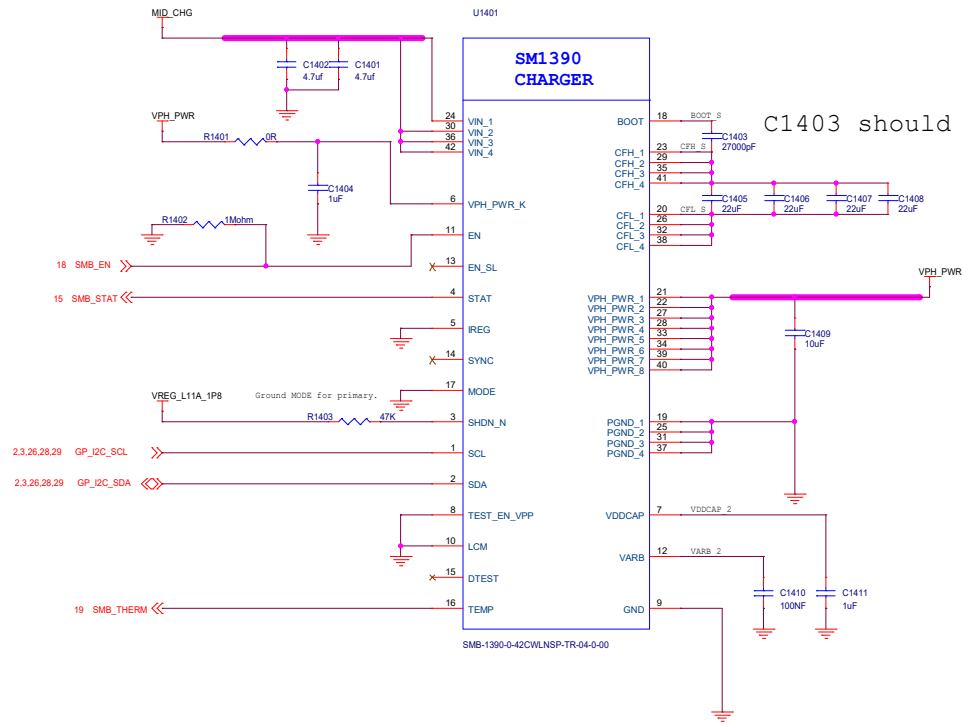 MID_CHG
U1401
SM1390
CHARGER
C1402
4.7uf
C1401
4.7uf
VPH_PWR
R1401
0R
C1404
1uF
R1402
1Mohm
18 SMB_EN
15 SMB_STAT
VREG_L11A_1P8
Ground MODE for primary.
R1403
47K
2,3,26,28,29 GP_I2C_SCL
2,3,26,28,29 GP_I2C_SDA
19 SMB_THERM
24 VIN_1
30 VIN_2
36 VIN_3
42 VIN_4
6 VPH_PWR_K
11 EN
13 EN_SL
4 STAT
5 IREG
14 SYNC
17 MODE
3 SHDN_N
1 SCL
2 SDA
8 TEST_EN_VPP
10 LCM
15 DTEST
16 TEMP
BOOT 18 BOOT_S
CFH_1 23 CFH_S
CFH_2 29
CFH_3 35
CFH_4 41
CFL_1 20 CFL_S
CFL_2 26
CFL_3 32
CFL_4 38
VPH_PWR_1 21
VPH_PWR_2 22
VPH_PWR_3 27
VPH_PWR_4 28
VPH_PWR_5 33
VPH_PWR_6 34
VPH_PWR_7 39
VPH_PWR_8 40
PGND_1 19
PGND_2 25
PGND_3 31
PGND_4 37
VDDCAP 7 VDDCAP_2
VARB 12 VARB_2
GND 9
C1403 should
C1403
27000pF
C1405
22uF
C1406
22uF
C1407
22uF
C1408
22uF
VPH_PWR
C1409
10uF
C1410
100NF
C1411
1uF
SMB-1390-0-42CWLNSP-TR-04-0-00